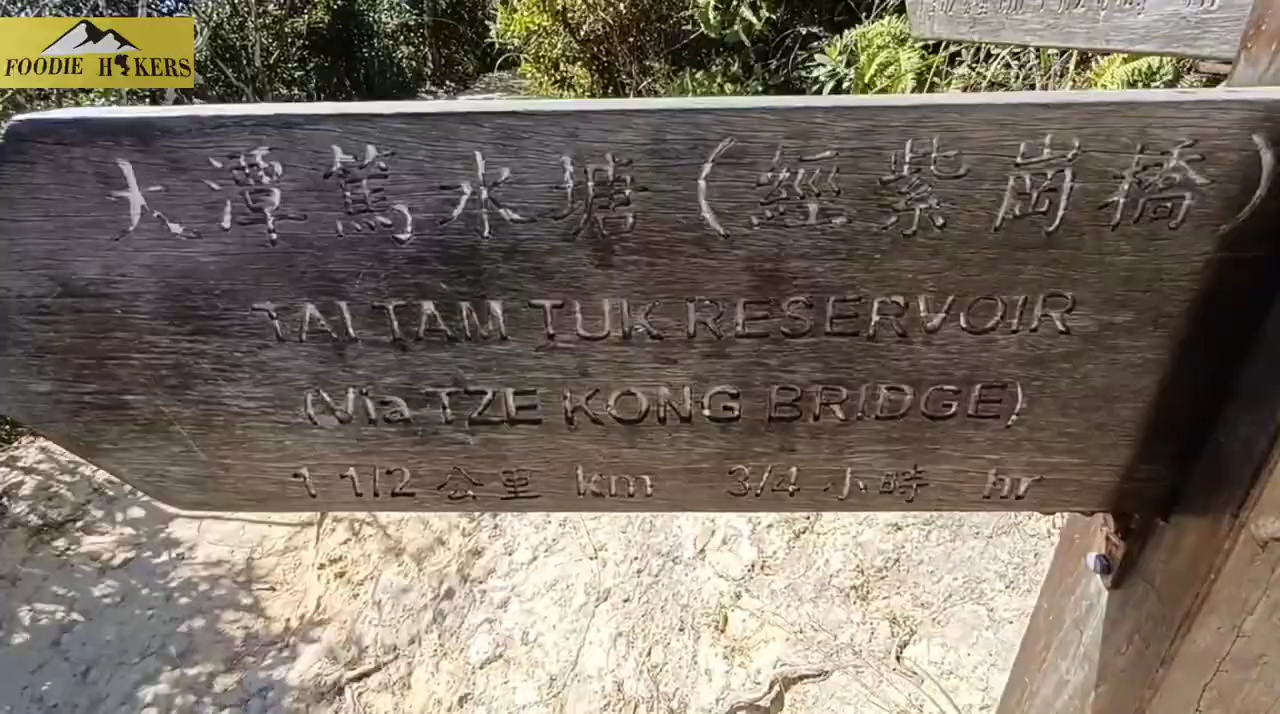 FOODIE HIKERS
大潭篤水塘(經紫崗橋)
TAI TAM TUK RESERVOIR
(Via TZE KONG BRIDGE)
1 1/2 公里 km 3/4 小時 hr